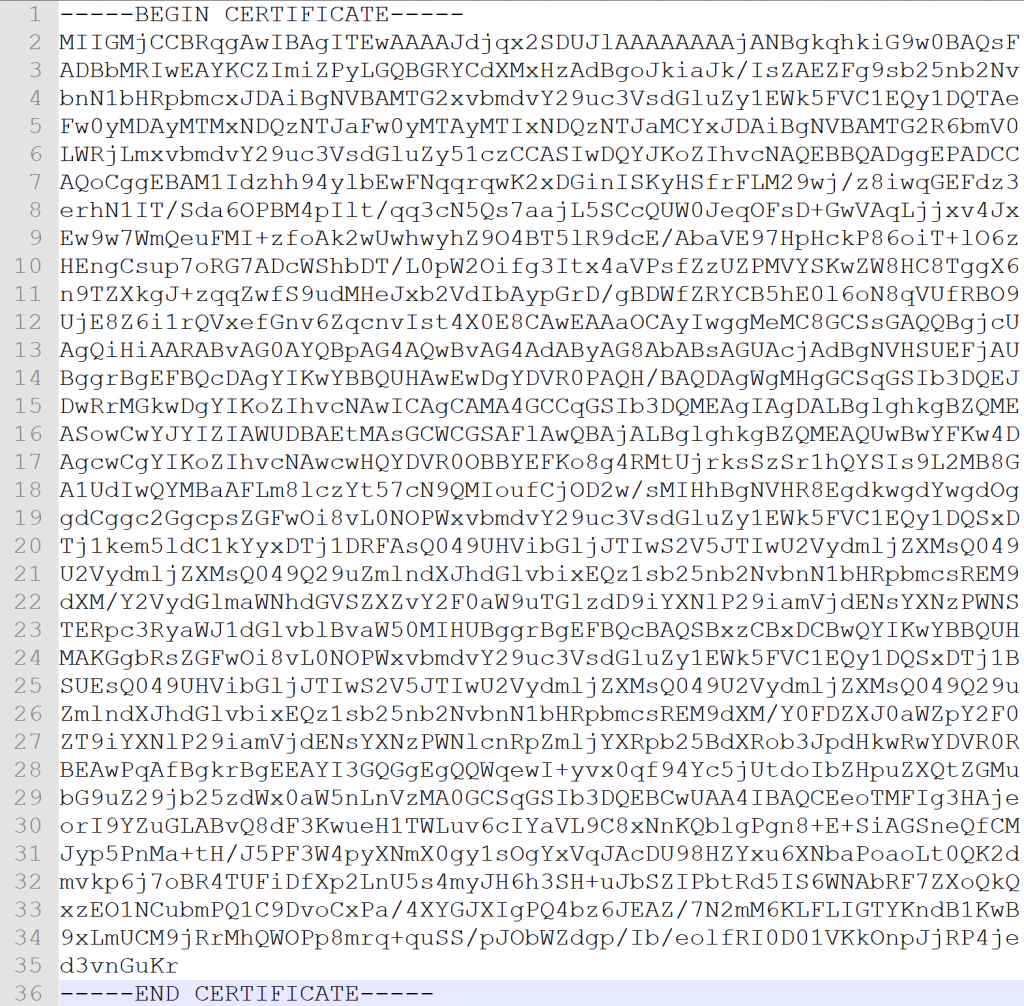 1 -----BEGIN CERTIFICATE-----
2 MIIGMjCCBRqgAwIBAgITEwAAAAJdjqx2SDUJlAAAAAAAAjANBgkqhkiG9w0BAQsF
3 ADBbMRIwEAYKCZImiZPyLGQBGRYCdXMxHzAdBgoJkiaJk/IsZAEZFg9sb25nb2Nv
4 bnN1bHRpbmcxJDAiBgNVBAMTG2xvbmdvY29uc3VsdGluZy1EWk5FVC1EQy1DQTAe
5 Fw0yMDAyMTMxNDQzNTJaFw0yMTAyMTIxNDQzNTJaMCYxJDAiBgNVBAMTG2R6bmV0
6 LWRjLmxvbmdvY29uc3VsdGluZy51czCCASIwDQYJKoZIhvcNAQEBBQADggEPADCC
7 AQoCggEBAM1Idzhh94ylbEwFNqqrqwK2xDGinISKyHSfrFLM29wj/z8iwqGEFdz3
8 erhN1IT/Sda6OPBM4pIlt/qq3cN5Qs7aajL5SCcQUW0JeqOFsD+GwVAqLjjxv4Jx
9 Ew9w7WmQeuFMI+zfoAk2wUwhwyhZ9O4BT5lR9dcE/AbaVE97HpHckP86oiT+lO6z
10 HEngCsup7oRG7ADcWShbDT/L0pW2Oifg3Itx4aVPsfZzUZPMVYSKwZW8HC8TggX6
11 n9TZXkgJ+zqqZwfS9udMHeJxb2VdIbAypGrD/gBDWfZRYCB5hE0l6oN8qVUfRBO9
12 UjE8Z6i1rQVxefGnv6ZqcnvIst4X0E8CAwEAAaOCAyIwggMeMC8GCSsGAQQBgjcU
13 AgQiHiAARABvAG0AYQBpAG4AQwBvAG4AdAByAG8AbABsAGUAcjAdBgNVHSUEFjAU
14 BggrBgEFBQcDAgYIKwYBBQUHAwEwDgYDVR0PAQH/BAQDAgWgMHgGCSqGSIb3DQEJ
15 DwRrMGkwDgYIKoZIhvcNAwICAgCAMA4GCCqGSIb3DQMEAgIAgDALBglghkgBZQME
16 ASowCwYJYIZIAWUDBAEtMAsGCWCGSAFlAwQBAjALBglghkgBZQMEAQUwBwYFKw4D
17 AgcwCgYIKoZIhvcNAwcwHQYDVR0OBBYEFKo8g4RMtUjrksSzSr1hQYSIs9L2MB8G
18 A1UdIwQYMBaAFLm8lczYt57cN9QMIoufCjOD2w/sMIHhBgNVHR8EgdkwgdYwgdOg
19 gdCggc2GgcpsZGFwOi8vL0NOPWxvbmdvY29uc3VsdGluZy1EWk5FVC1EQy1DQSxD
20 Tj1kem5ldC1kYyxDTj1DRFAsQ049UHVibGljJTIwS2V5JTIwU2VydmljZXMsQ049
21 U2VydmljZXMsQ049Q29uZmlndXJhdGlvbixEQz1sb25nb2NvbnN1bHRpbmcsREM9
22 dXM/Y2VydGlmaWNhdGVSZXZvY2F0aW9uTGlzdD9iYXNlP29iamVjdENsYXNzPWNS
23 TERpc3RyaWJ1dGlvblBvaW50MIHUBggrBgEFBQcBAQSBxzCBxDCBwQYIKwYBBQUH
24 MAKGgbRsZGFwOi8vL0NOPWxvbmdvY29uc3VsdGluZy1EWk5FVC1EQy1DQSxDTj1B
25 SUEsQ049UHVibGljJTIwS2V5JTIwU2VydmljZXMsQ049U2VydmljZXMsQ049Q29u
26 ZmlndXJhdGlvbixEQz1sb25nb2NvbnN1bHRpbmcsREM9dXM/Y0FDZXJ0aWZpY2F0
27 ZT9iYXNlP29iamVjdENsYXNzPWNlcnRpZmljYXRpb25BdXRob3JpdHkwRwYDVR0R
28 BEAwPqAfBgkrBgEEAYI3GQGgEgQQWqewI+yvx0qf94Yc5jUtdoIbZHpuZXQtZGMu
29 bG9uZ29jb25zdWx0aW5nLnVzMA0GCSqGSIb3DQEBCwUAA4IBAQCEeoTMFIg3HAje
30 orI9YZuGLABvQ8dF3KwueH1TWLuv6cIYaVL9C8xNnKQblgPgn8+E+SiAGSneQfCM
31 Jyp5PnMa+tH/J5PF3W4pyXNmX0gy1sOgYxVqJAcDU98HZYxu6XNbaPoaoLt0QK2d
32 mvkp6j7oBR4TUFiDfXp2LnU5s4myJH6h3SH+uJbSZIPbtRd5IS6WNAbRF7ZXoQkQ
33 xzEO1NCubmPQ1C9DvoCxPa/4XYGJXIgPQ4bz6JEAZ/7N2mM6KLFLIGTYKndB1KwB
34 9xLmUCM9jRrMhQWOPp8mrq+quSS/pJObWZdgp/Ib/eolfRI0D01VKkOnpJjRP4je
35 d3vnGuKr
36 -----END CERTIFICATE-----